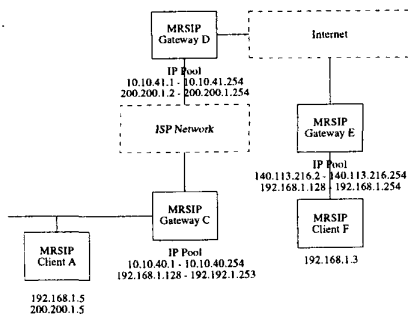 MRSIP
Gateway D
Internet
IP Pool
10.10.41.1 - 10.10.41.254
200.200.1.2 - 200.200.1.254
MRSIP
Gateway E
ISP Network
IP Pool
140.113.216.2 - 140.113.216.254
192.168.1.128 - 192.168.1.254
MRSIP
Gateway C
MRSIP
Client F
MRSIP
Client A
IP Pool
10.10.40.1 - 10.10.40.254
192.168.1.128 - 192.192.1.253
192.168.1.3
192.168.1.5
200.200.1.5